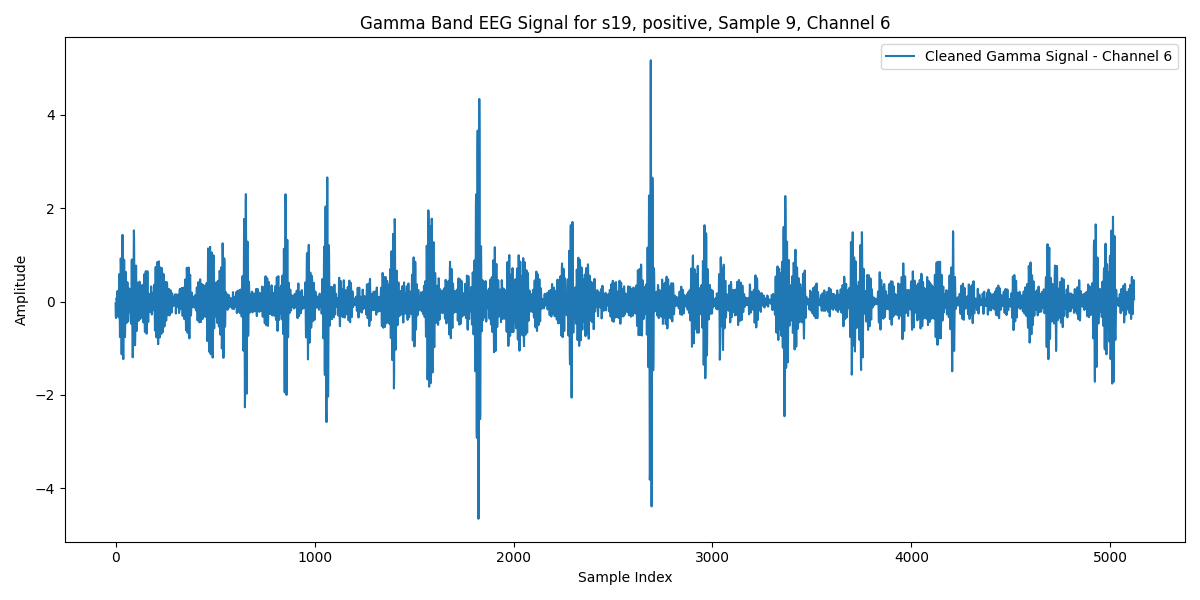 Gamma Band EEG Signal for s19, positive, Sample 9, Channel 6
Cleaned Gamma Signal - Channel 6
4
2
0
−2
−4
Amplitude
0 1000 2000 3000 4000 5000
Sample Index